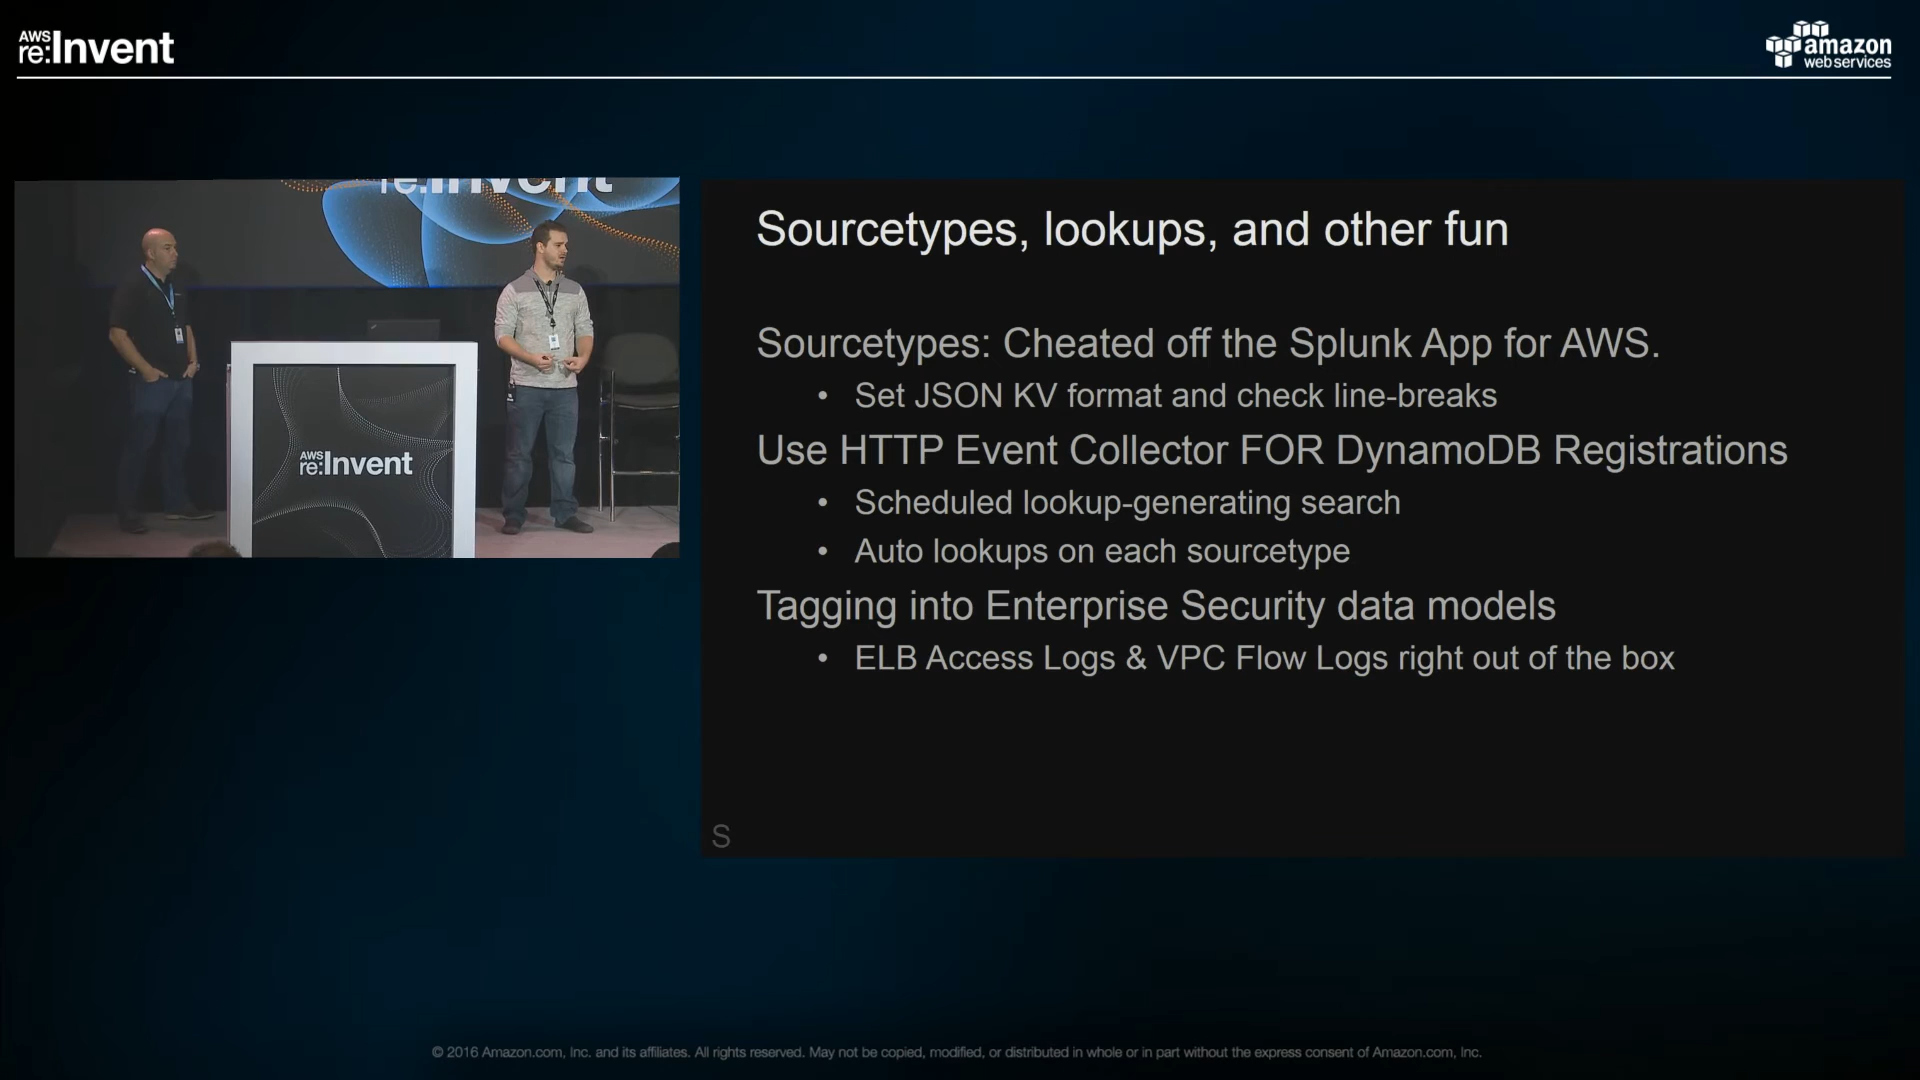 AWS
re:Invent
amazon
web services
re:Invent
AWS
re:Invent
Sourcetypes, lookups, and other fun
Sourcetypes: Cheated off the Splunk App for AWS.
• Set JSON KV format and check line-breaks
Use HTTP Event Collector FOR DynamoDB Registrations
• Scheduled lookup-generating search
• Auto lookups on each sourcetype
Tagging into Enterprise Security data models
• ELB Access Logs & VPC Flow Logs right out of the box
S
© 2016 Amazon.com, Inc. and its affiliates. All rights reserved. May not be copied, modified, or distributed in whole or in part without the express consent of Amazon.com, Inc.